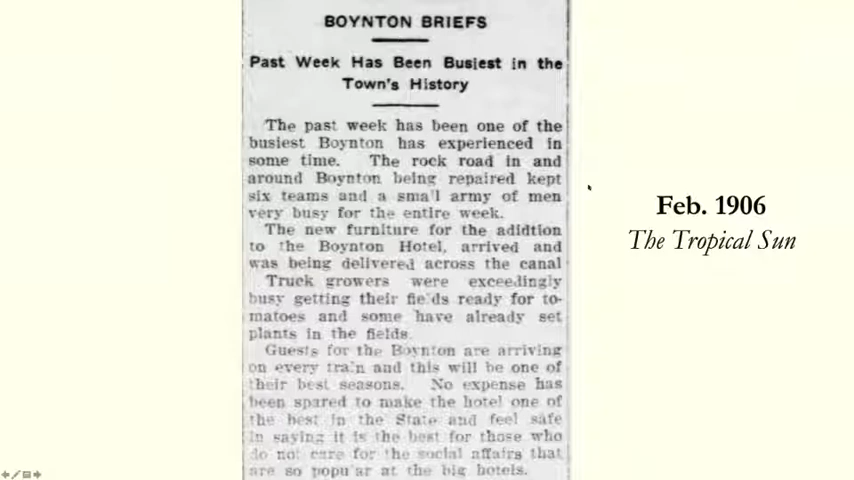 BOYNTON BRIEFS
Past Week Has Been Busiest in the
Town's History
The past week has been one of the
busiest Boynton has experienced in
some time. The rock road in and
around Boynton being repaired kept
six teams and a small army of men
very busy for the entire week.
The new furniture for the adidtion
to the Boynton Hotel, arrived and
was being delivered across the canal
Truck growers were exceedingly
busy getting their fields ready for to-
matoes and some have already set
plants in the fields.
Guests for the Boynton are arriving
on every train and this will be one of
their best seasons. No expense has
been spared to make the hotel one of
the best in the State and feel safe
in saying it is the best for those who
do not care for the social affairs that
are so popular at the big hotels.
Feb. 1906
The Tropical Sun